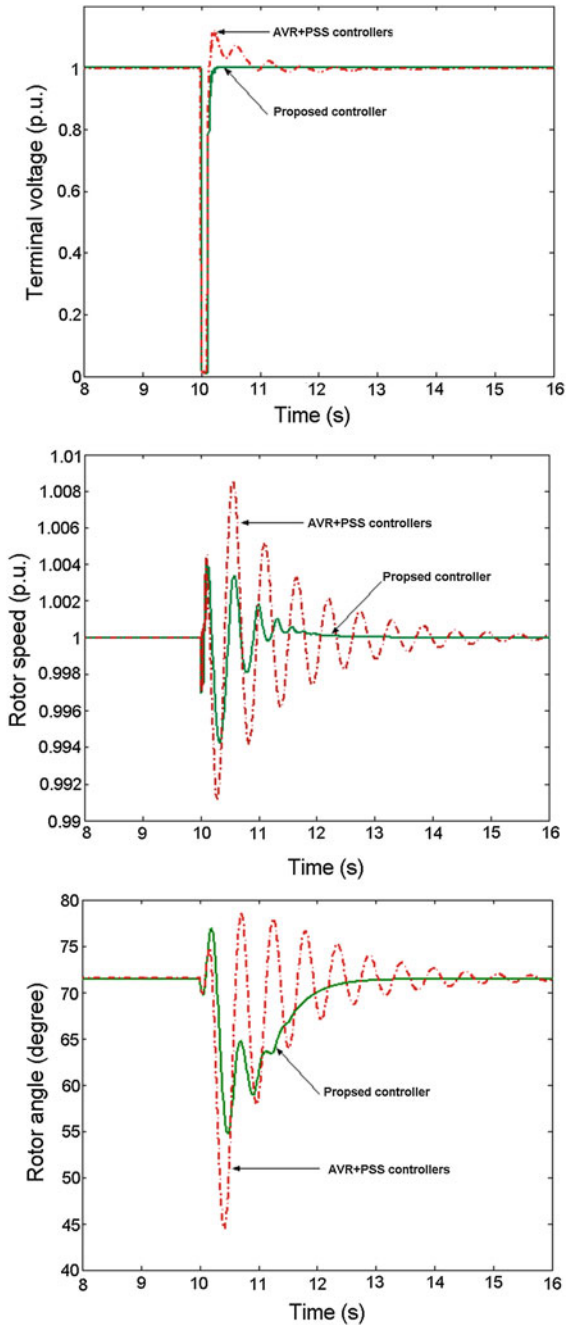 AVR+PSS controllers
Proposed controller
Terminal voltage (p.u.)
1
0.8
0.6
0.4
0.2
0
8 9 10 11 12 13 14 15 16
Time (s)
1.01
1.008
1.006
1.004
1.002
1
0.998
0.996
0.994
0.992
0.99
AVR+PSS controllers
Propsed controller
Rotor speed (p.u.)
8 9 10 11 12 13 14 15 16
Time (s)
80
75
70
65
60
55
50
45
40
Propsed controller
AVR+PSS controllers
Rotor angle (degree)
8 9 10 11 12 13 14 15 16
Time (s)